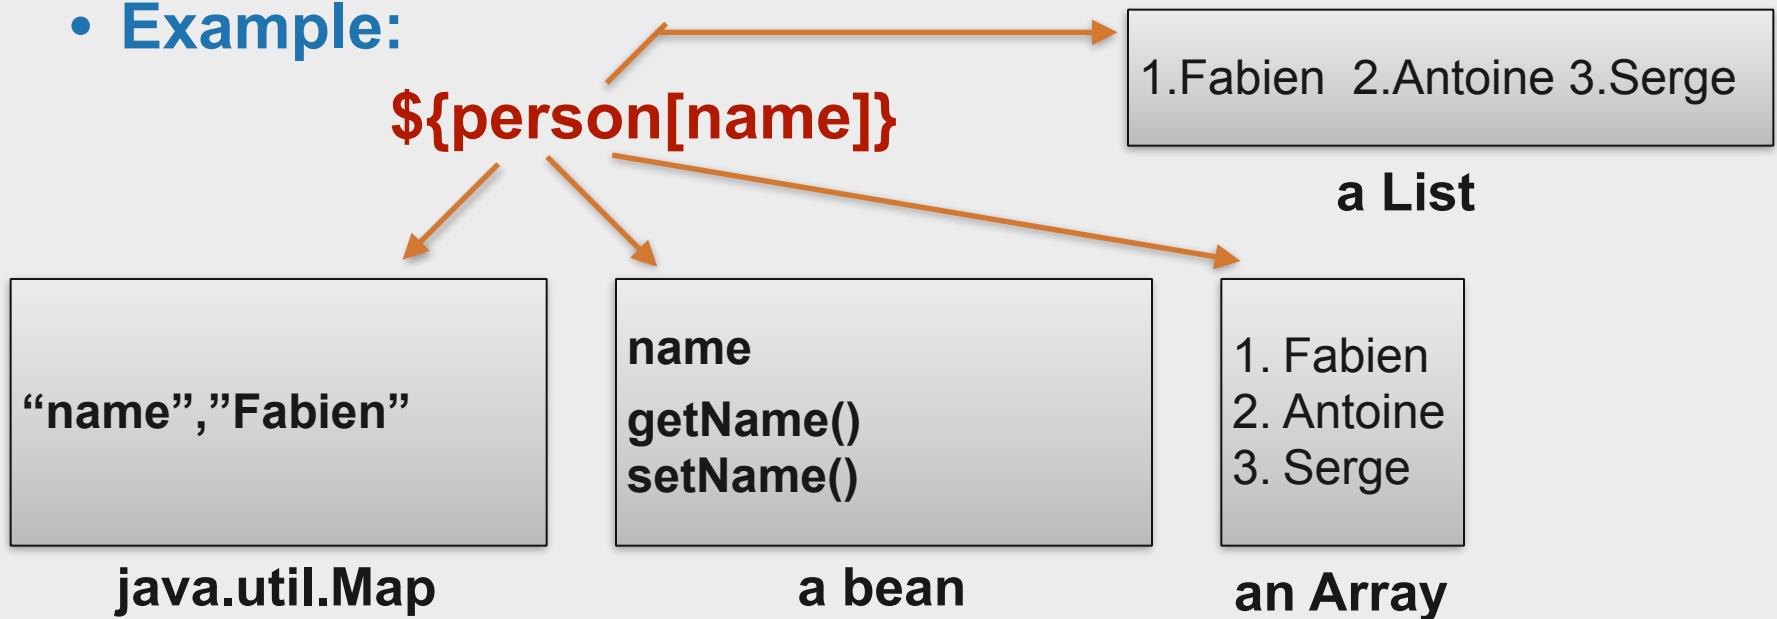 • Example:
${person[name]}
1.Fabien 2.Antoine 3.Serge
a List
“name”,”Fabien”
java.util.Map
name
getName()
setName()
a bean
1. Fabien
2. Antoine
3. Serge
an Array